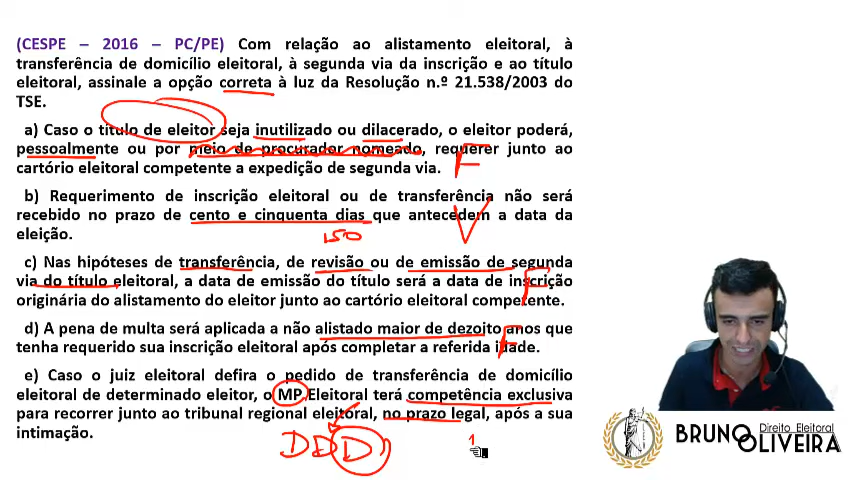 (CESPE – 2016 – PC/PE) Com relação ao alistamento eleitoral, à
transferência de domicílio eleitoral, à segunda via da inscrição e ao título
eleitoral, assinale a opção correta à luz da Resolução n.º 21.538/2003 do
TSE.
a) Caso o título de eleitor seja inutilizado ou dilacerado, o eleitor poderá,
pessoalmente ou por meio de procurador nomeado, requerer junto ao
cartório eleitoral competente a expedição de segunda via.
F
b) Requerimento de inscrição eleitoral ou de transferência não será
recebido no prazo de cento e cinquenta dias que antecedem a data da
eleição.
150
V
c) Nas hipóteses de transferência, de revisão ou de emissão de segunda
via do título eleitoral, a data de emissão do título será a data de inscrição
originária do alistamento do eleitor junto ao cartório eleitoral competente.
F
d) A pena de multa será aplicada a não alistado maior de dezoito anos que
tenha requerido sua inscrição eleitoral após completar a referida idade.
F
e) Caso o juiz eleitoral defira o pedido de transferência de domicílio
eleitoral de determinado eleitor, o MP Eleitoral terá competência exclusiva
para recorrer junto ao tribunal regional eleitoral, no prazo legal, após a sua
intimação.
D D D
1
BRUNO Direito Eleitoral
OLIVEIRA